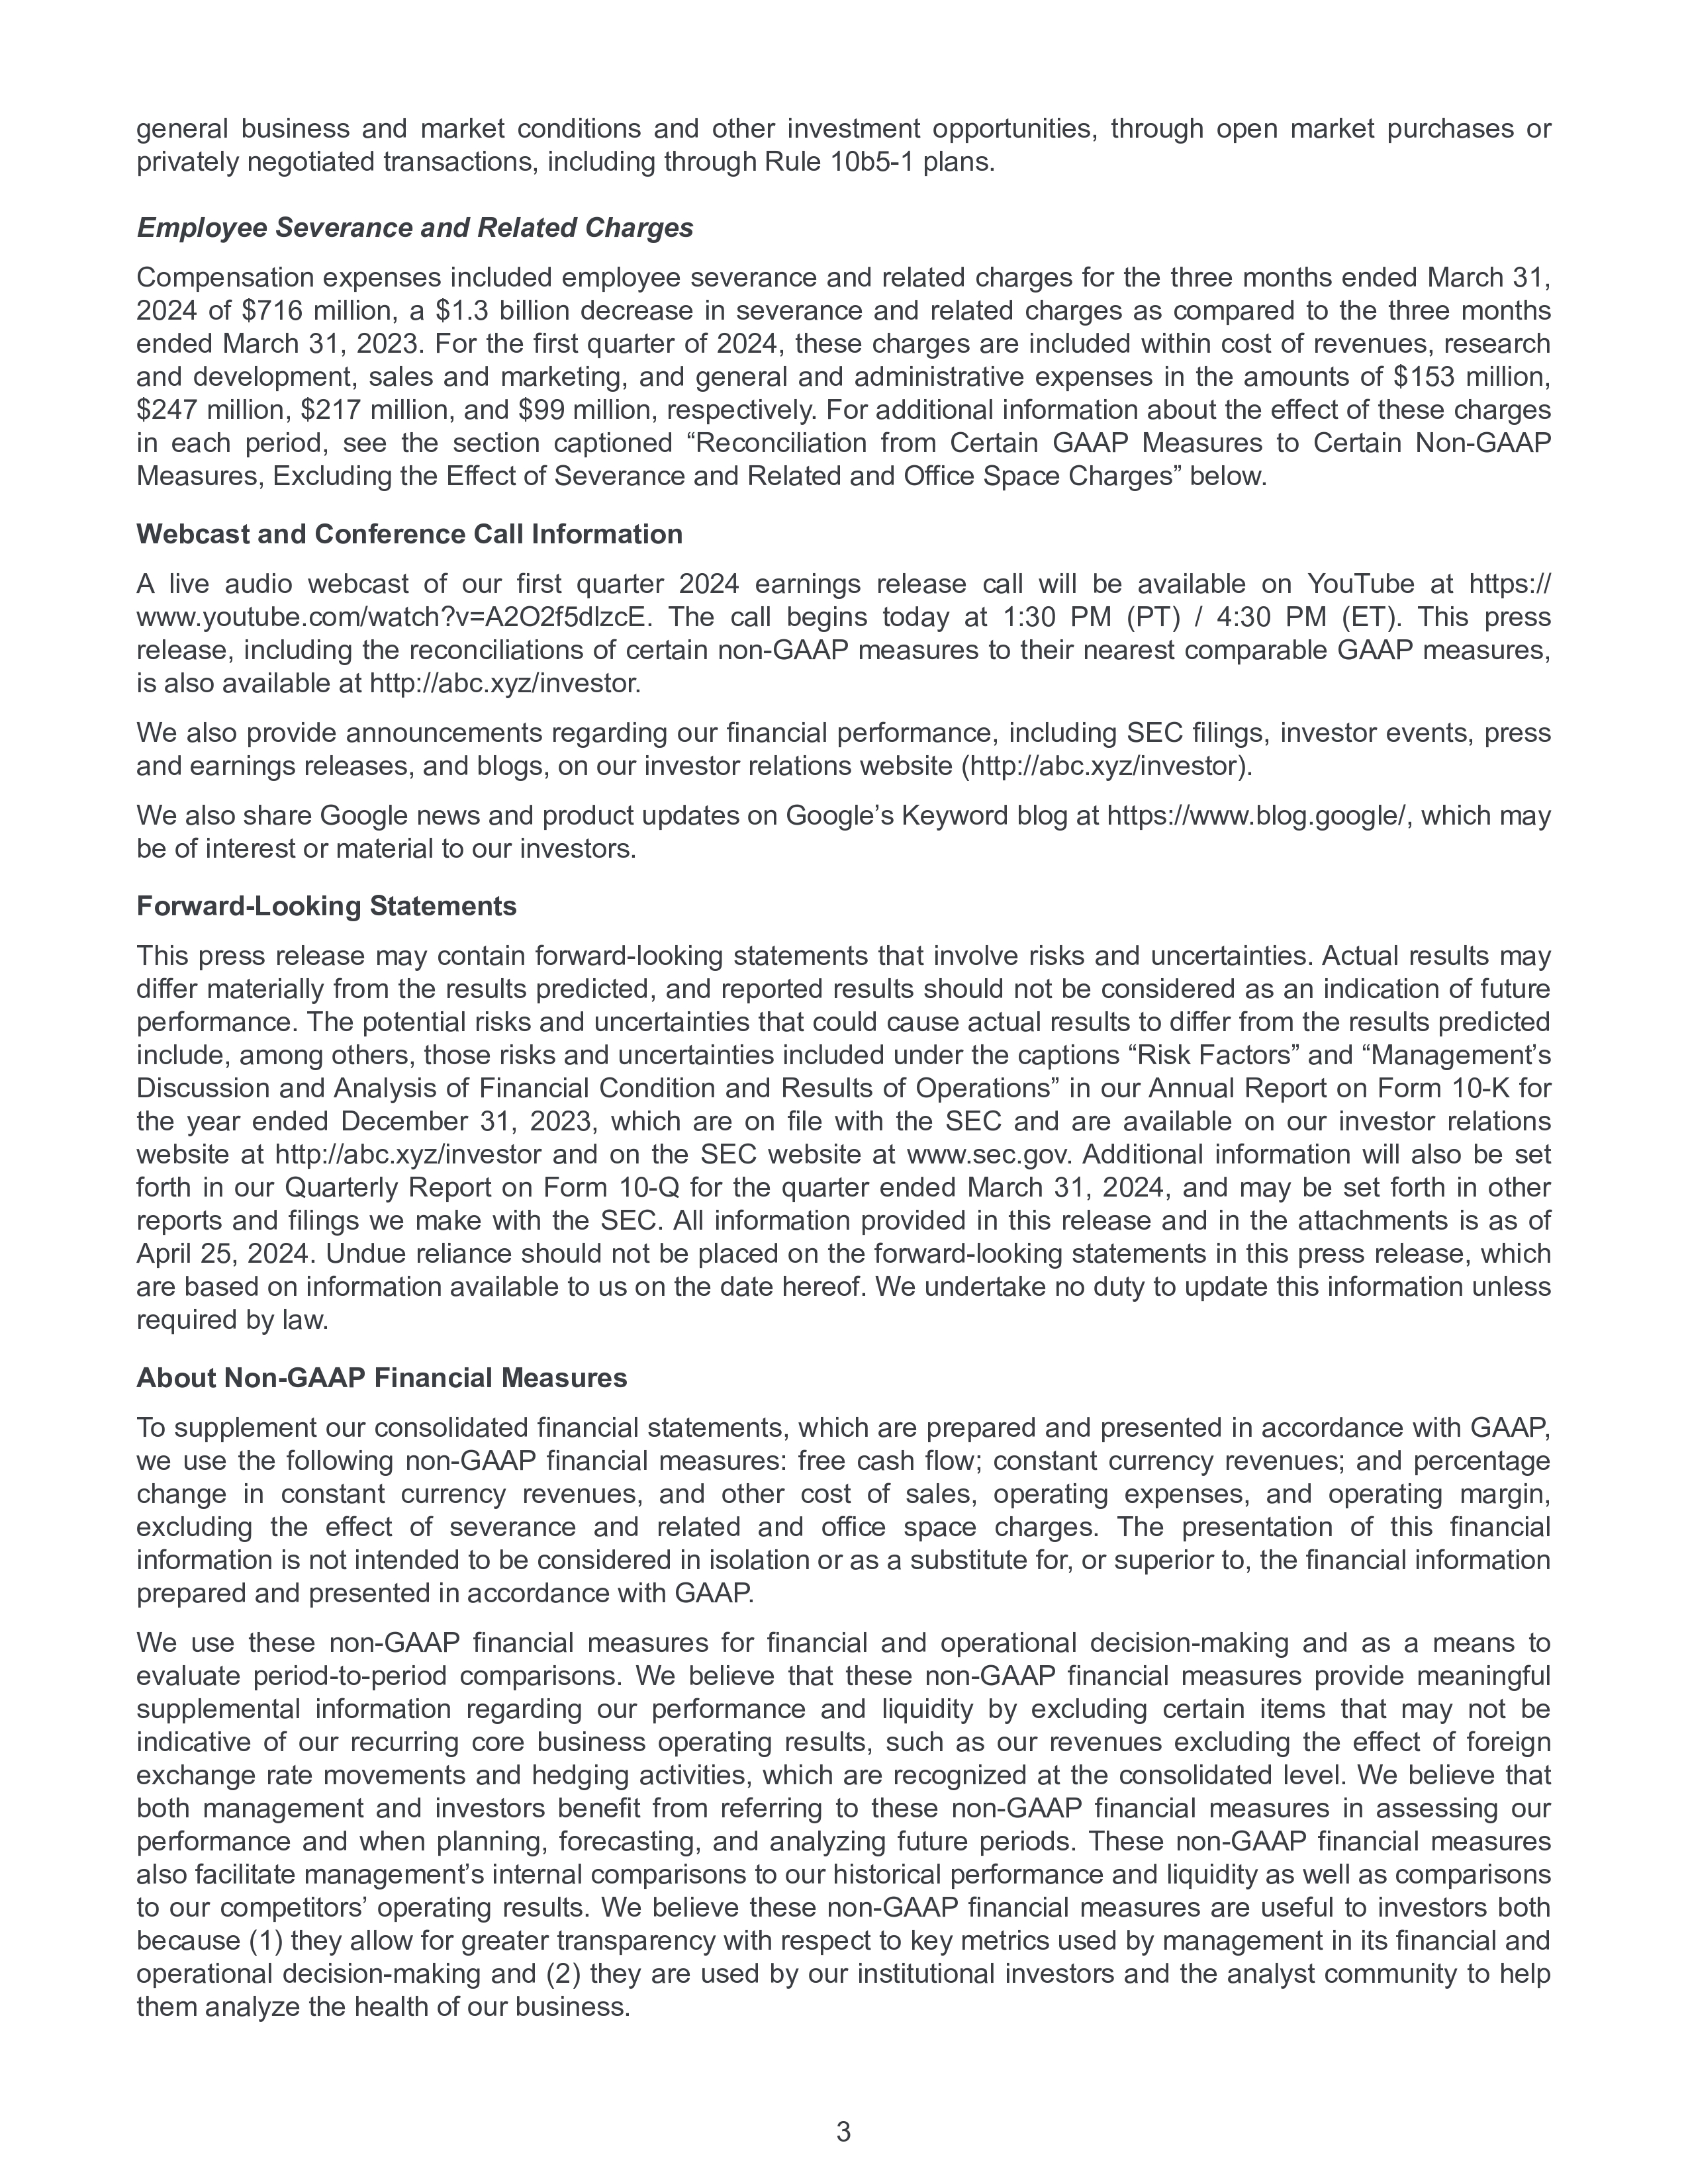 general business and market conditions and other investment opportunities, through open market purchases or
privately negotiated transactions, including through Rule 10b5-1 plans.
Employee Severance and Related Charges
Compensation expenses included employee severance and related charges for the three months ended March 31,
2024 of $716 million, a $1.3 billion decrease in severance and related charges as compared to the three months
ended March 31, 2023. For the first quarter of 2024, these charges are included within cost of revenues, research
and development, sales and marketing, and general and administrative expenses in the amounts of $153 million,
$247 million, $217 million, and $99 million, respectively. For additional information about the effect of these charges
in each period, see the section captioned “Reconciliation from Certain GAAP Measures to Certain Non-GAAP
Measures, Excluding the Effect of Severance and Related and Office Space Charges” below.
Webcast and Conference Call Information
A live audio webcast of our first quarter 2024 earnings release call will be available on YouTube at https://
www.youtube.com/watch?v=A2O2f5dlzcE. The call begins today at 1:30 PM (PT) / 4:30 PM (ET). This press
release, including the reconciliations of certain non-GAAP measures to their nearest comparable GAAP measures,
is also available at http://abc.xyz/investor.
We also provide announcements regarding our financial performance, including SEC filings, investor events, press
and earnings releases, and blogs, on our investor relations website (http://abc.xyz/investor).
We also share Google news and product updates on Google’s Keyword blog at https://www.blog.google/, which may
be of interest or material to our investors.
Forward-Looking Statements
This press release may contain forward-looking statements that involve risks and uncertainties. Actual results may
differ materially from the results predicted, and reported results should not be considered as an indication of future
performance. The potential risks and uncertainties that could cause actual results to differ from the results predicted
include, among others, those risks and uncertainties included under the captions “Risk Factors” and “Management’s
Discussion and Analysis of Financial Condition and Results of Operations” in our Annual Report on Form 10-K for
the year ended December 31, 2023, which are on file with the SEC and are available on our investor relations
website at http://abc.xyz/investor and on the SEC website at www.sec.gov. Additional information will also be set
forth in our Quarterly Report on Form 10-Q for the quarter ended March 31, 2024, and may be set forth in other
reports and filings we make with the SEC. All information provided in this release and in the attachments is as of
April 25, 2024. Undue reliance should not be placed on the forward-looking statements in this press release, which
are based on information available to us on the date hereof. We undertake no duty to update this information unless
required by law.
About Non-GAAP Financial Measures
To supplement our consolidated financial statements, which are prepared and presented in accordance with GAAP,
we use the following non-GAAP financial measures: free cash flow; constant currency revenues; and percentage
change in constant currency revenues, and other cost of sales, operating expenses, and operating margin,
excluding the effect of severance and related and office space charges. The presentation of this financial
information is not intended to be considered in isolation or as a substitute for, or superior to, the financial information
prepared and presented in accordance with GAAP.
We use these non-GAAP financial measures for financial and operational decision-making and as a means to
evaluate period-to-period comparisons. We believe that these non-GAAP financial measures provide meaningful
supplemental information regarding our performance and liquidity by excluding certain items that may not be
indicative of our recurring core business operating results, such as our revenues excluding the effect of foreign
exchange rate movements and hedging activities, which are recognized at the consolidated level. We believe that
both management and investors benefit from referring to these non-GAAP financial measures in assessing our
performance and when planning, forecasting, and analyzing future periods. These non-GAAP financial measures
also facilitate management’s internal comparisons to our historical performance and liquidity as well as comparisons
to our competitors’ operating results. We believe these non-GAAP financial measures are useful to investors both
because (1) they allow for greater transparency with respect to key metrics used by management in its financial and
operational decision-making and (2) they are used by our institutional investors and the analyst community to help
them analyze the health of our business.
3